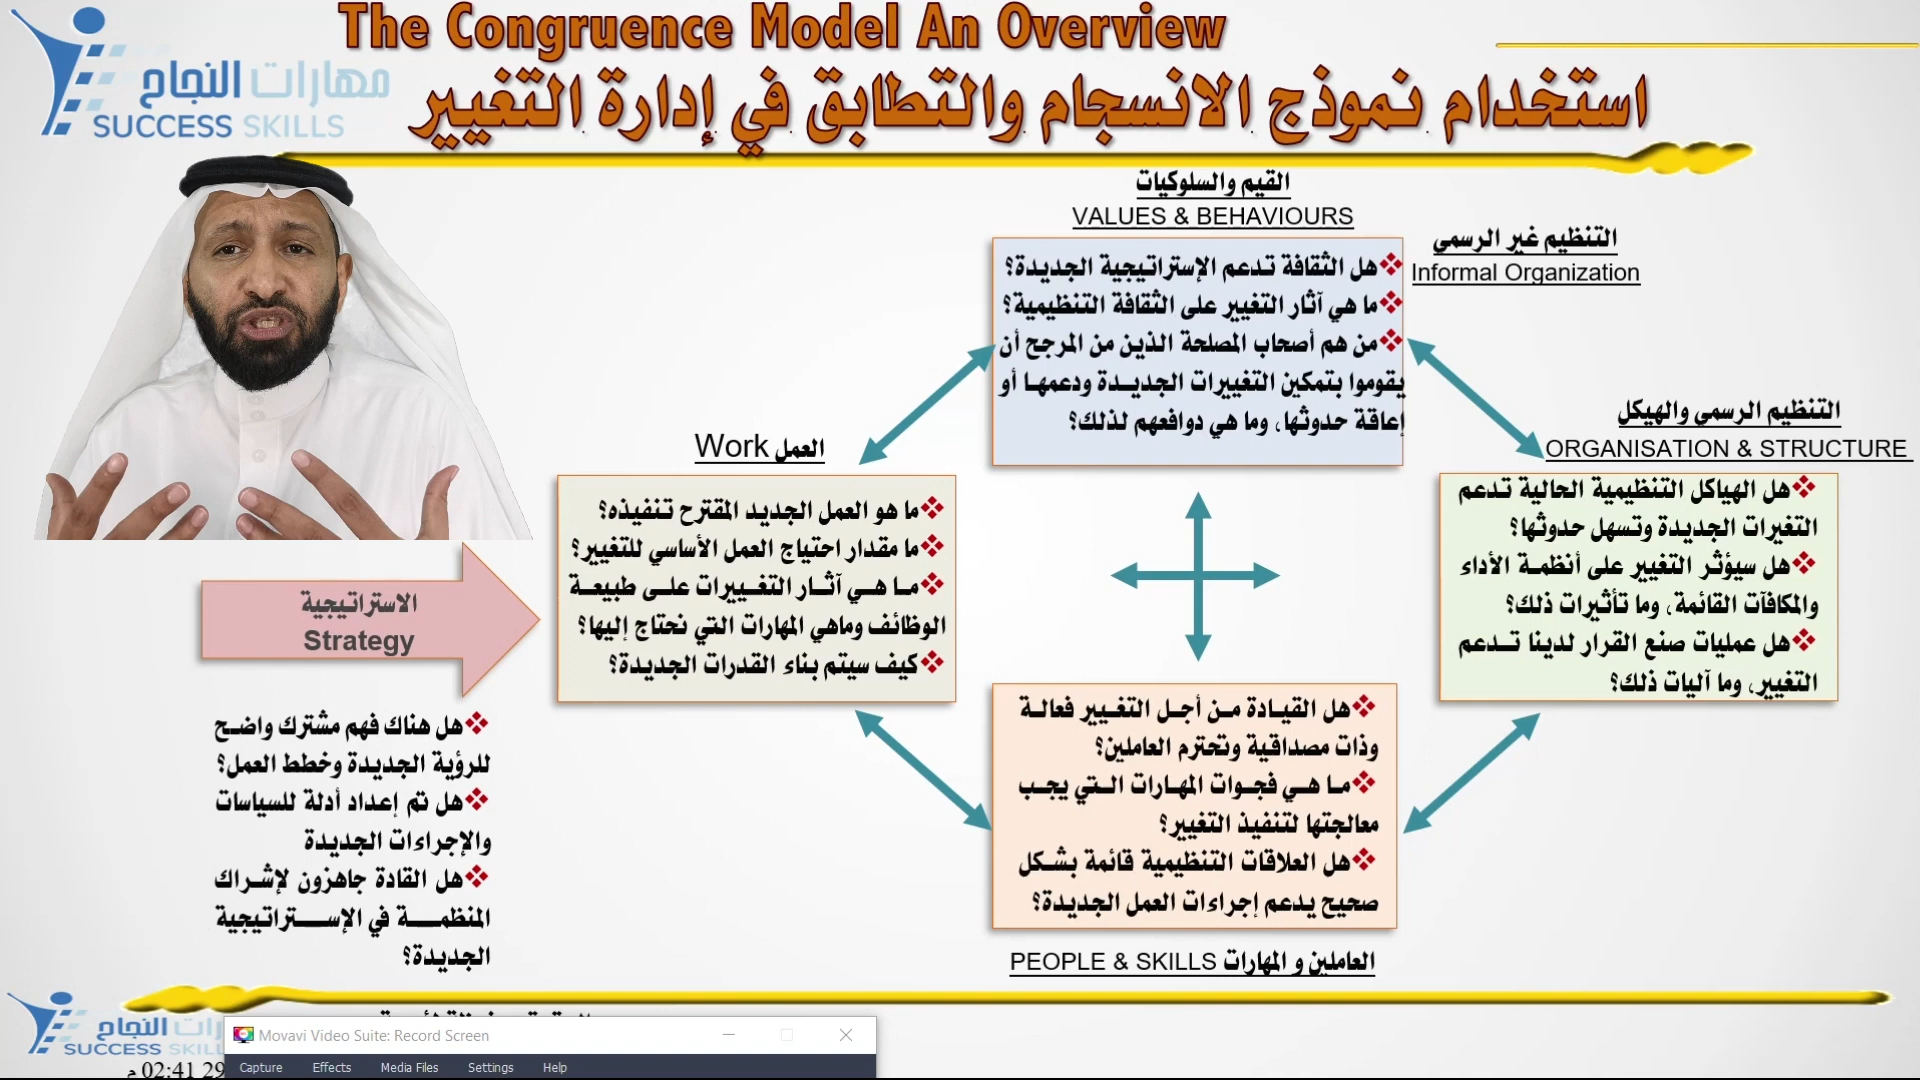 The Congruence Model An Overview
استخدام نموذج الانسجام والتطابق في إدارة التغيير
مهارات النجاح
SUCCESS SKILLS
القيم والسلوكيات
VALUES & BEHAVIOURS
هل الثقافة تدعم الإستراتيجية الجديدة؟
ما هي آثار التغيير على الثقافة التنظيمية؟
من هم أصحاب المصلحة الذين من المرجح أن
يقوموا بتمكين التغييرات الجديدة ودعمها أو
إعاقة حدوثها، وما هي دوافعهم لذلك؟
التنظيم غير الرسمي
Informal Organization
التنظيم الرسمي والهيكل
ORGANISATION & STRUCTURE
هل الهياكل التنظيمية الحالية تدعم
التغيرات الجديدة وتسهل حدوثها؟
هل سيؤثر التغيير على أنظمة الأداء
والمكافآت القائمة، وما تأثيرات ذلك؟
هل عمليات صنع القرار لدينا تدعم
التغيير، وما آليات ذلك؟
العمل Work
ما هو العمل الجديد المقترح تنفيذه؟
ما مقدار احتياج العمل الأساسي للتغيير؟
ما هي آثار التغييرات على طبيعة
الوظائف وماهي المهارات التي نحتاج إليها؟
كيف سيتم بناء القدرات الجديدة؟
الاستراتيجية
Strategy
هل هناك فهم مشترك واضح
للرؤية الجديدة وخطط العمل؟
هل تم إعداد أدلة للسياسات
والإجراءات الجديدة
هل القادة جاهزون لإشراك
المنظمة في الإستراتيجية
الجديدة؟
هل القيادة من أجل التغيير فعالة
وذات مصداقية وتحترم العاملين؟
ما هي فجوات المهارات التي يجب
معالجتها لتنفيذ التغيير؟
هل العلاقات التنظيمية قائمة بشكل
صحيح يدعم إجراءات العمل الجديدة؟
العاملين و المهارات PEOPLE & SKILLS
النجاح
SUCCESS SKILL
02:41 29 م
Movavi Video Suite: Record Screen
Capture Effects Media Files Settings Help